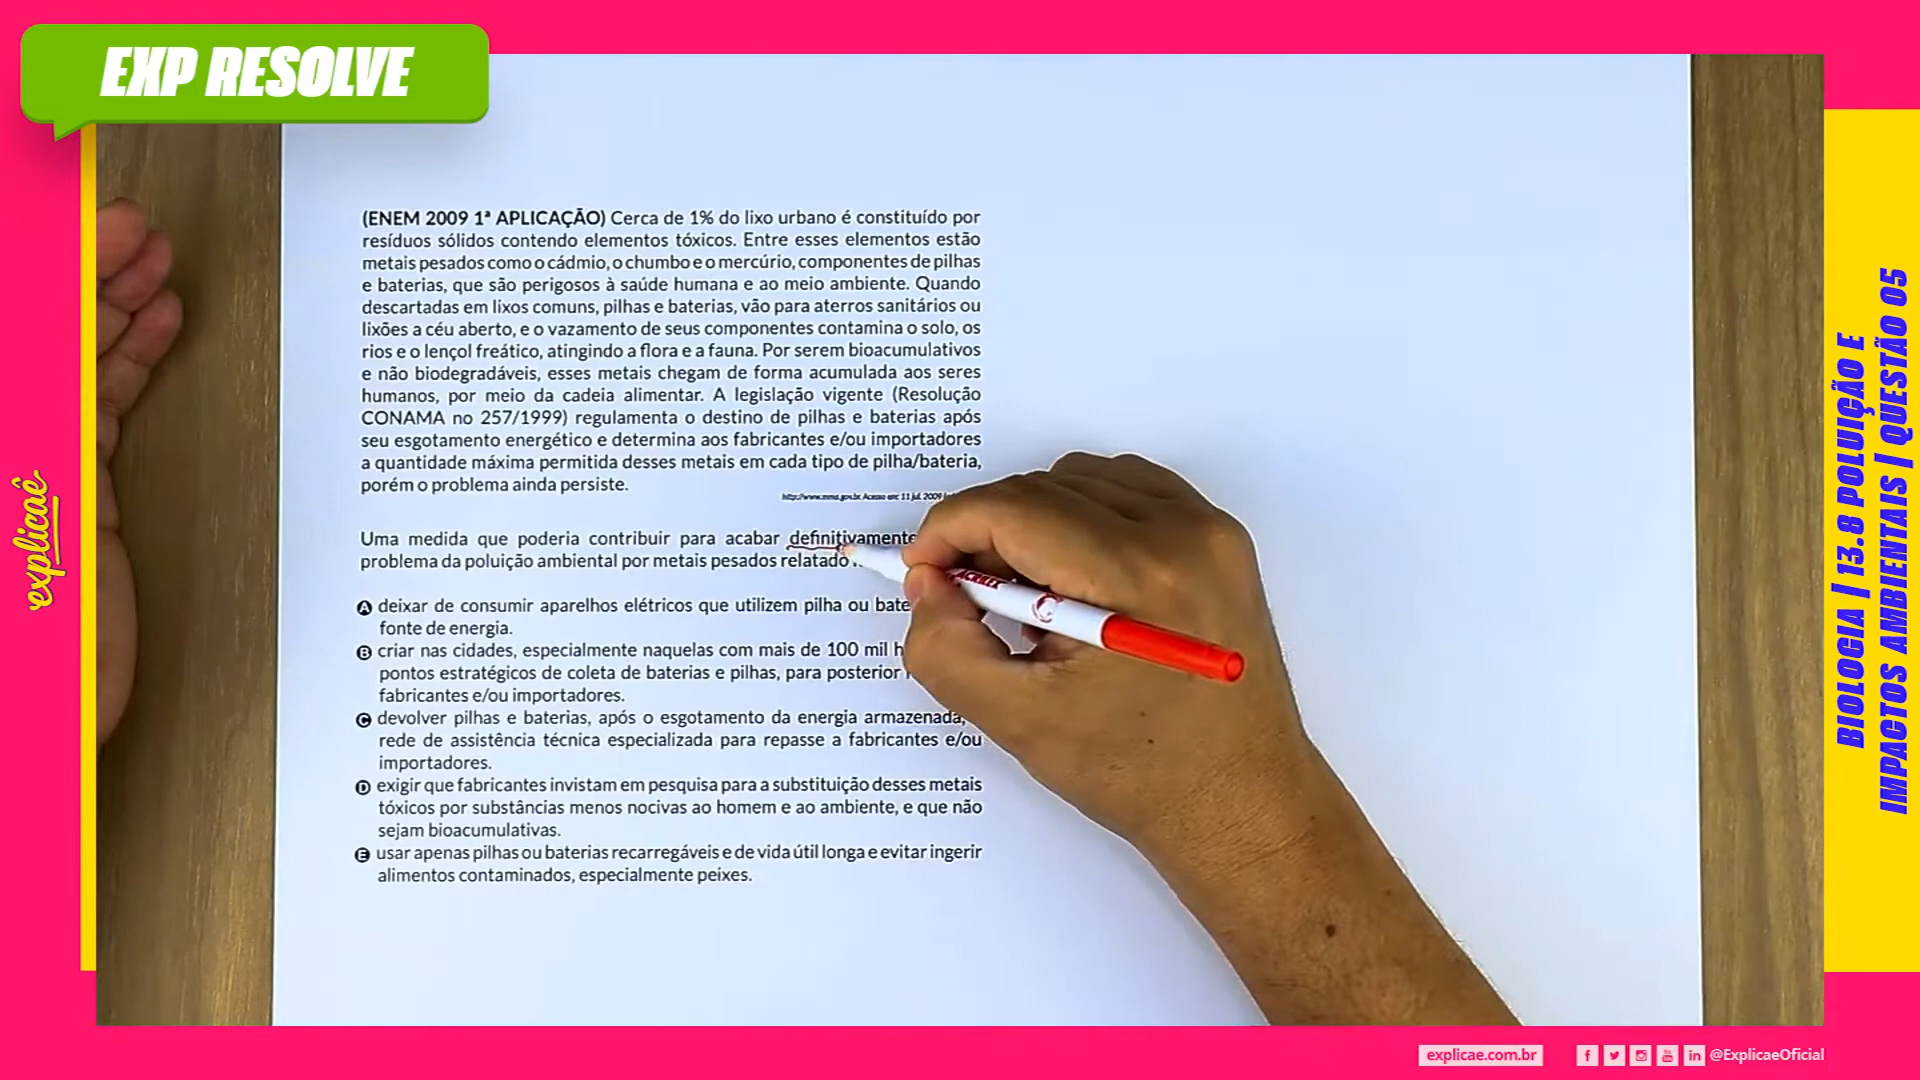 EXP RESOLVE
(ENEM 2009 1ª APLICAÇÃO) Cerca de 1% do lixo urbano é constituído por
resíduos sólidos contendo elementos tóxicos. Entre esses elementos estão
metais pesados como o cádmio, o chumbo e o mercúrio, componentes de pilhas
e baterias, que são perigosos à saúde humana e ao meio ambiente. Quando
descartadas em lixos comuns, pilhas e baterias, vão para aterros sanitários ou
lixões a céu aberto, e o vazamento de seus componentes contamina o solo, os
rios e o lençol freático, atingindo a flora e a fauna. Por serem bioacumulativos
e não biodegradáveis, esses metais chegam de forma acumulada aos seres
humanos, por meio da cadeia alimentar. A legislação vigente (Resolução
CONAMA no 257/1999) regulamenta o destino de pilhas e baterias após
seu esgotamento energético e determina aos fabricantes e/ou importadores
a quantidade máxima permitida desses metais em cada tipo de pilha/bateria,
porém o problema ainda persiste.
http://www.mma.gov.br. Acesso em: 11 jul. 2009
Uma medida que poderia contribuir para acabar definitivamente
problema da poluição ambiental por metais pesados relatado
A deixar de consumir aparelhos elétricos que utilizem pilha ou
fonte de energia.
B criar nas cidades, especialmente naquelas com mais de 100 mil
pontos estratégicos de coleta de baterias e pilhas, para posterior
fabricantes e/ou importadores.
C devolver pilhas e baterias, após o esgotamento da energia armazenada,
rede de assistência técnica especializada para repasse a fabricantes e/ou
importadores.
D exigir que fabricantes invistam em pesquisa para a substituição desses metais
tóxicos por substâncias menos nocivas ao homem e ao ambiente, e que não
sejam bioacumulativas.
E usar apenas pilhas ou baterias recarregáveis e de vida útil longa e evitar ingerir
alimentos contaminados, especialmente peixes.
explicaê
BIOLOGIA | 13.8 POLUIÇÃO E
IMPACTOS AMBIENTAIS | QUESTÃO 05
explicae.com.br
@ExplicaeOficial